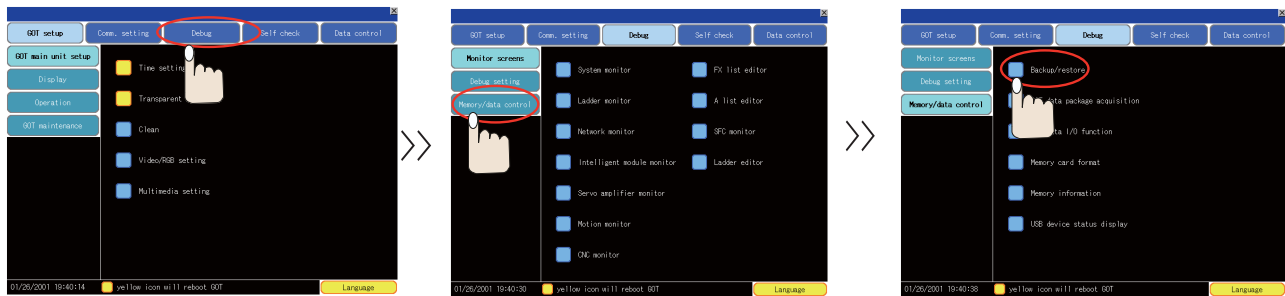 GOT setup Comm. setting Debug Self check Data control
GOT main unit setup
Display
Operation
GOT maintenance
Time setting
Transparent
Clean
Video/RGB setting
Multimedia setting
01/26/2001 19:40:14 yellow icon will reboot GOT Language
GOT setup Comm. setting Debug Self check Data control
Monitor screens
Debug setting
Memory/data control
System monitor FX list editor
Ladder monitor A list editor
Network monitor SFC monitor
Intelligent module monitor Ladder editor
Servo amplifier monitor
Motion monitor
CNC monitor
01/26/2001 19:40:30 yellow icon will reboot GOT Language
GOT setup Comm. setting Debug Self check Data control
Monitor screens
Debug setting
Memory/data control
Backup/restore
data package acquisition
I/O function
Memory card format
Memory information
USB device status display
01/26/2001 19:40:38 yellow icon will reboot GOT Language